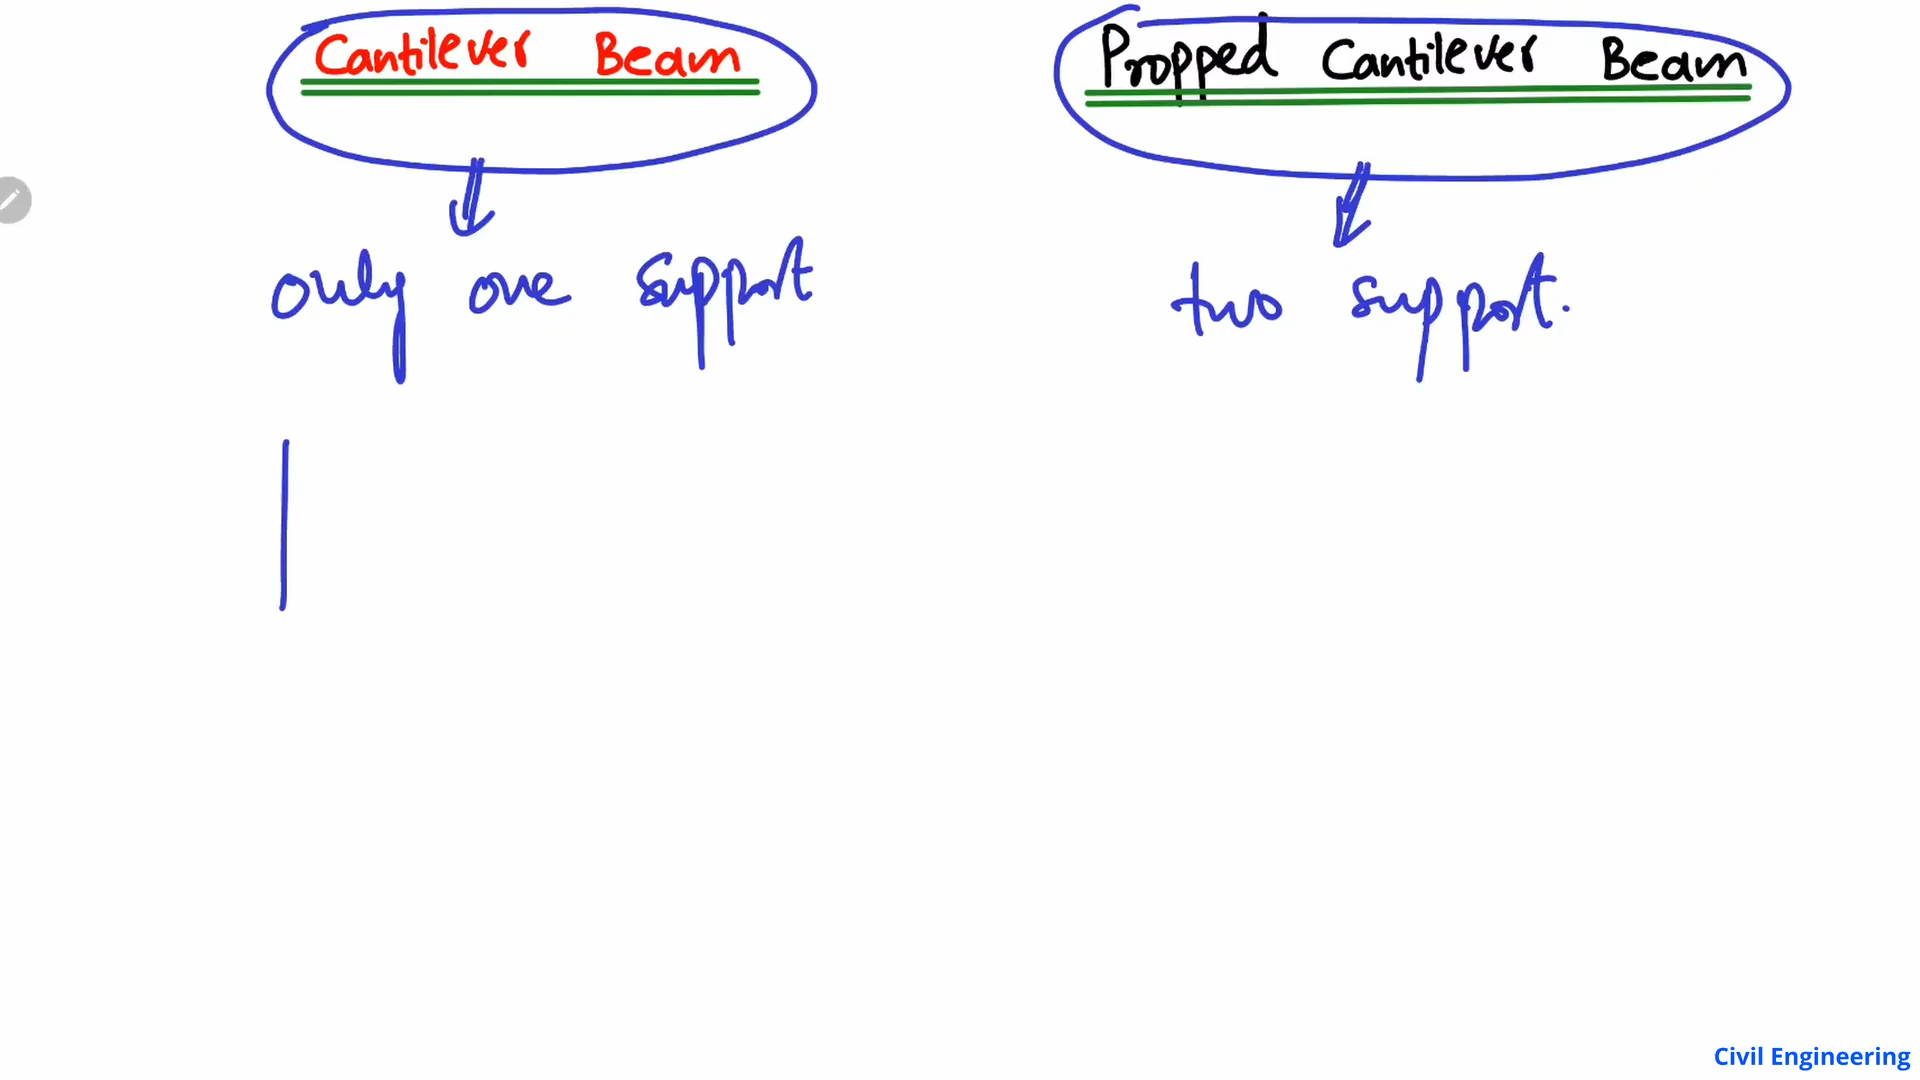 Cantilever Beam
Propped Cantilever Beam
only one support
two support.
Civil Engineering